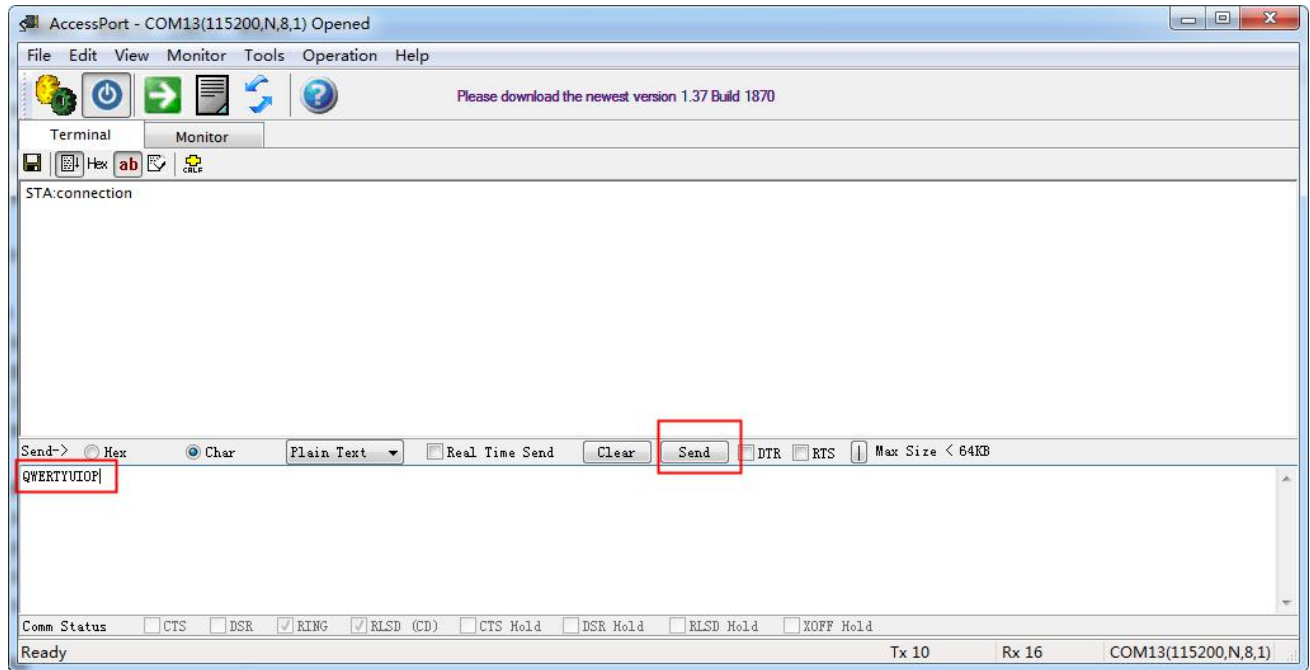 AccessPort - COM13(115200,N,8,1) Opened
File Edit View Monitor Tools Operation Help
Please download the newest version 1.37 Build 1870
Terminal Monitor
Hex ab CRLF
STA:connection
Send-> Hex Char Plain Text Real Time Send Clear Send DTR RTS Max Size < 64KB
QWERTYUIOP
Comm Status CTS DSR RING RLSD (CD) CTS Hold DSR Hold RLSD Hold XOFF Hold
Ready Tx 10 Rx 16 COM13(115200,N,8,1)